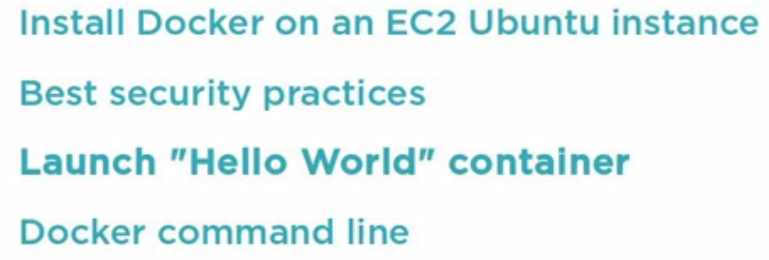 Install Docker on an EC2 Ubuntu instance
Best security practices
Launch "Hello World" container
Docker command line